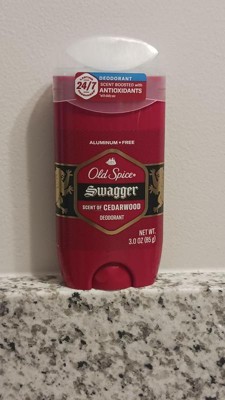 24/7
DEODORANT
SCENT BOOSTED WITH
ANTIOXIDANTS
ALUMINUM • FREE
Old Spice
Swagger
SCENT OF CEDARWOOD
DEODORANT
NET WT.
3.0 OZ (85 g)